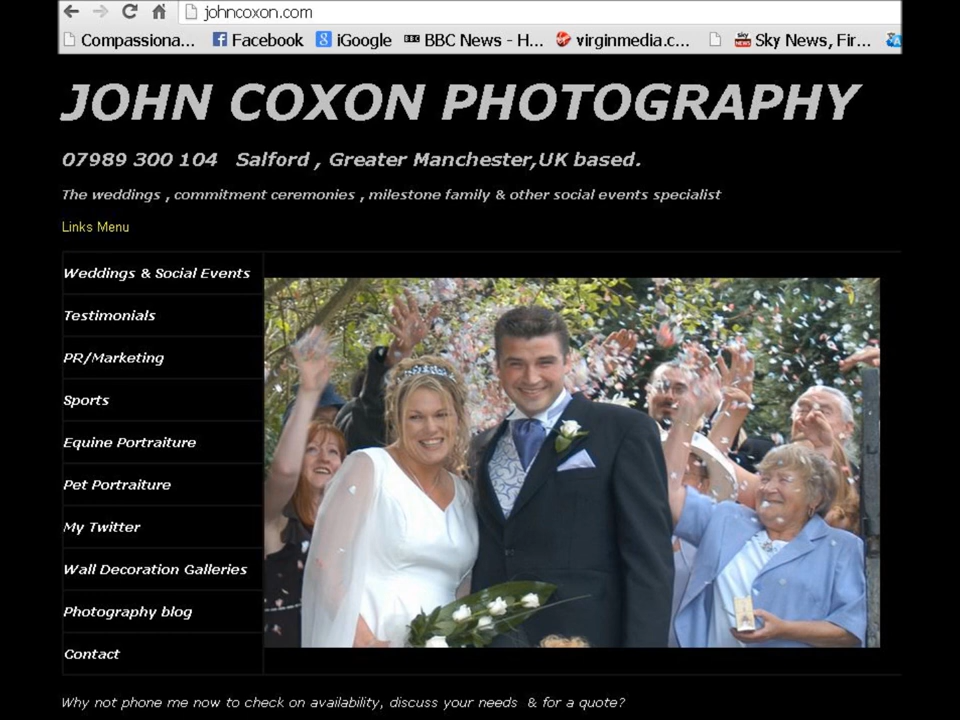 johncoxon.com
Compassiona... Facebook iGoogle BBC News - H... virginmedia.c... Sky News, Fir...
JOHN COXON PHOTOGRAPHY
07989 300 104 Salford , Greater Manchester,UK based.
The weddings , commitment ceremonies , milestone family & other social events specialist
Links Menu
Weddings & Social Events
Testimonials
PR/Marketing
Sports
Equine Portraiture
Pet Portraiture
My Twitter
Wall Decoration Galleries
Photography blog
Contact
Why not phone me now to check on availability, discuss your needs & for a quote?